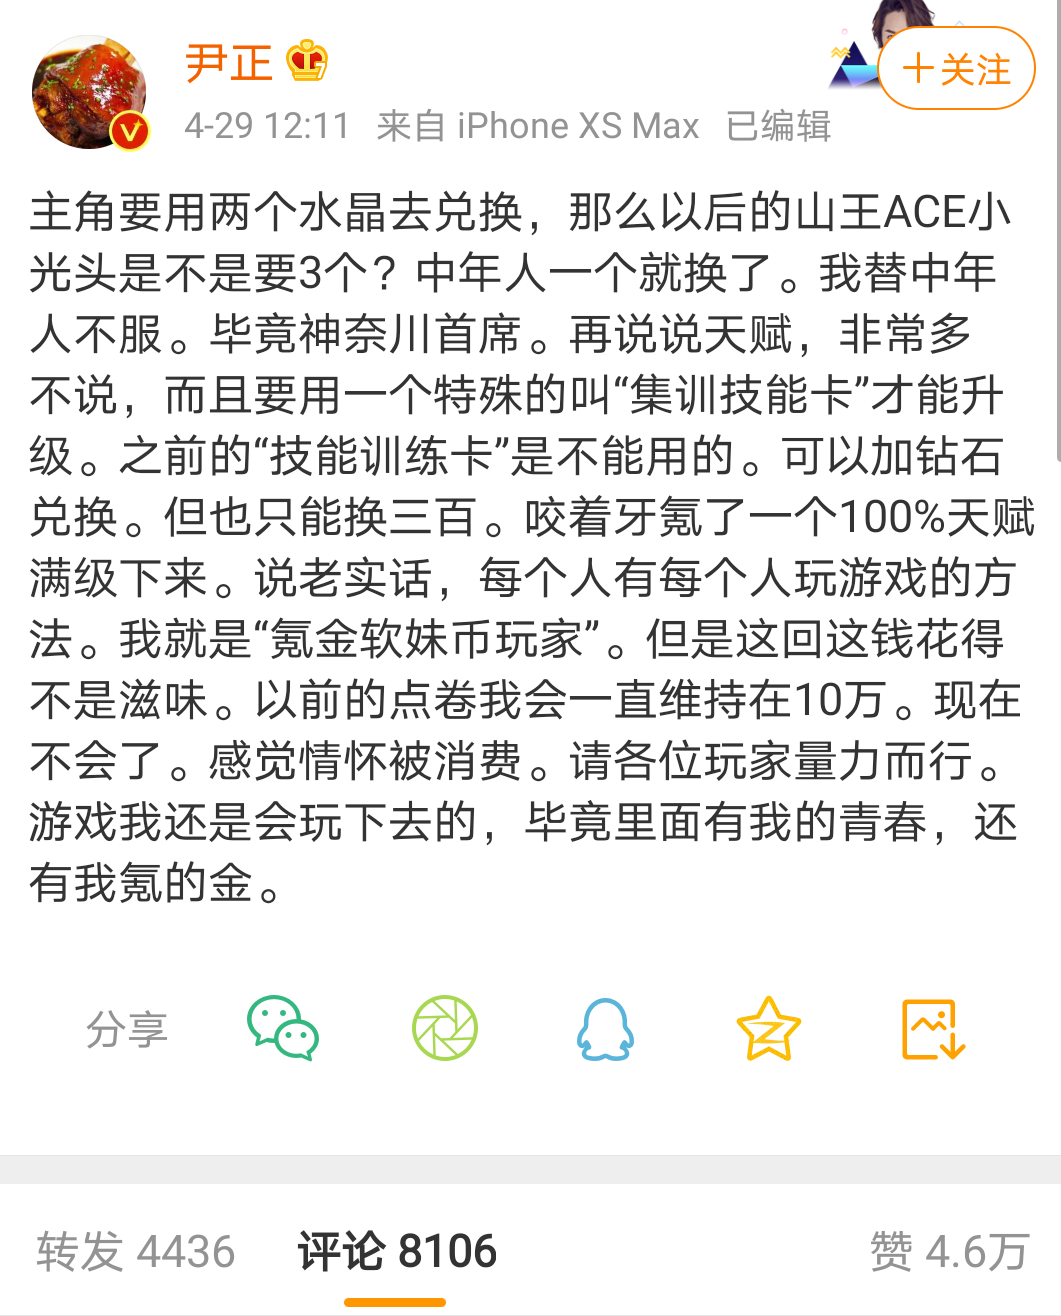 尹正
+关注
4-29 12:11 来自 iPhone XS Max 已编辑
主角要用两个水晶去兑换，那么以后的山王ACE小
光头是不是要3个？中年人一个就换了。我替中年
人不服。毕竟神奈川首席。再说说天赋，非常多
不说，而且要用一个特殊的叫“集训技能卡”才能升
级。之前的“技能训练卡”是不能用的。可以加钻石
兑换。但也只能换三百。咬着牙氪了一个100%天赋
满级下来。说老实话，每个人有每个人玩游戏的方
法。我就是“氪金软妹币玩家”。但是这回这钱花得
不是滋味。以前的点卷我会一直维持在10万。现在
不会了。感觉情怀被消费。请各位玩家量力而行。
游戏我还是会玩下去的，毕竟里面有我的青春，还
有我氪的金。
分享
转发 4436 评论 8106 赞 4.6万